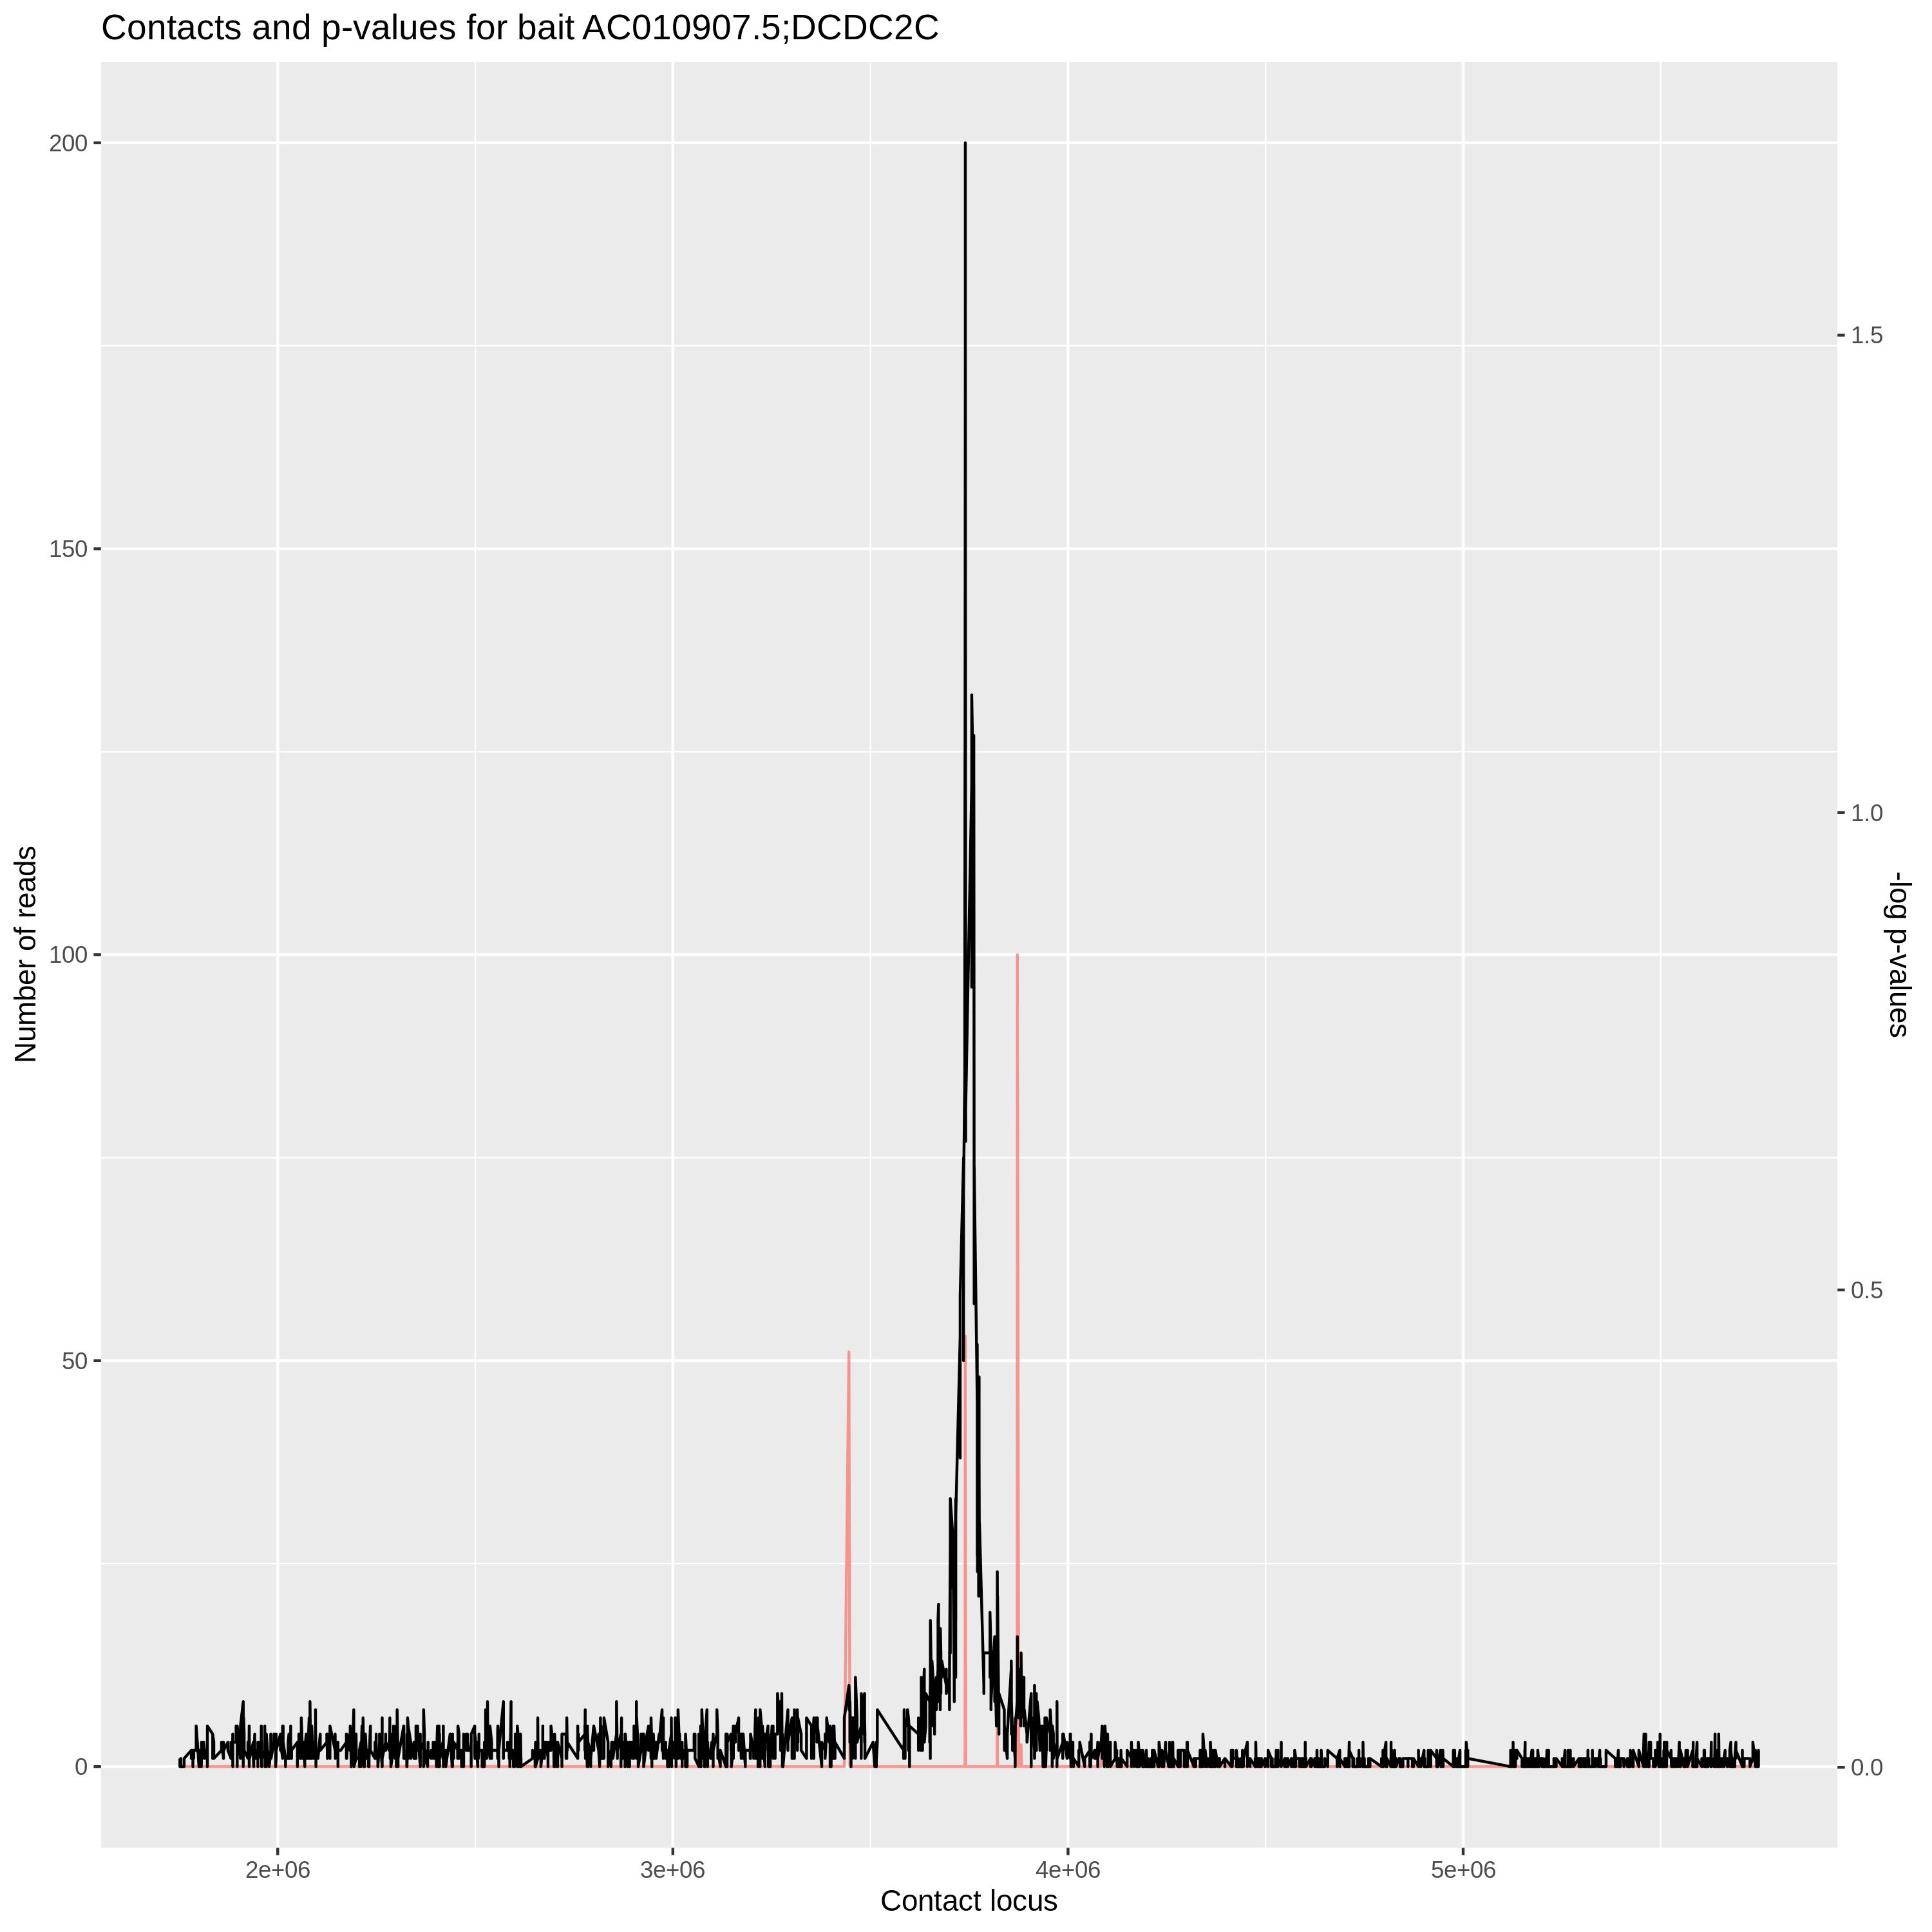 Contacts and p-values for bait AC010907.5;DCDC2C
200
150
100
50
0
Number of reads
1.5
1.0
0.5
0.0
-log p-values
2e+06
3e+06
4e+06
5e+06
Contact locus